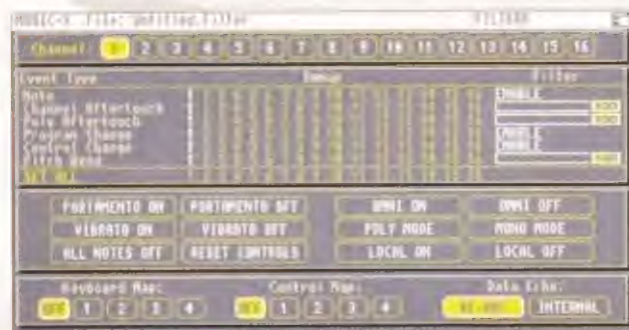 MUSIC-X File: Untitled.Filter FILTERS
Channel: 1 2 3 4 5 6 7 8 9 10 11 12 13 14 15 16
Event Type Remap Filter
Note ENABLE
Channel Aftertouch
Poly Aftertouch
Program Change ENABLE
Control Change ENABLE
Pitch Bend
SET ALL
PORTAMENTO ON PORTAMENTO OFF OMNI ON OMNI OFF
VIBRATO ON VIBRATO OFF POLY MODE MONO MODE
ALL NOTES OFF RESET CONTROLS LOCAL ON LOCAL OFF
Keyboard Map: Control Map: Data Echo:
OFF 1 2 3 4 OFF 1 2 3 4 INTERNAL